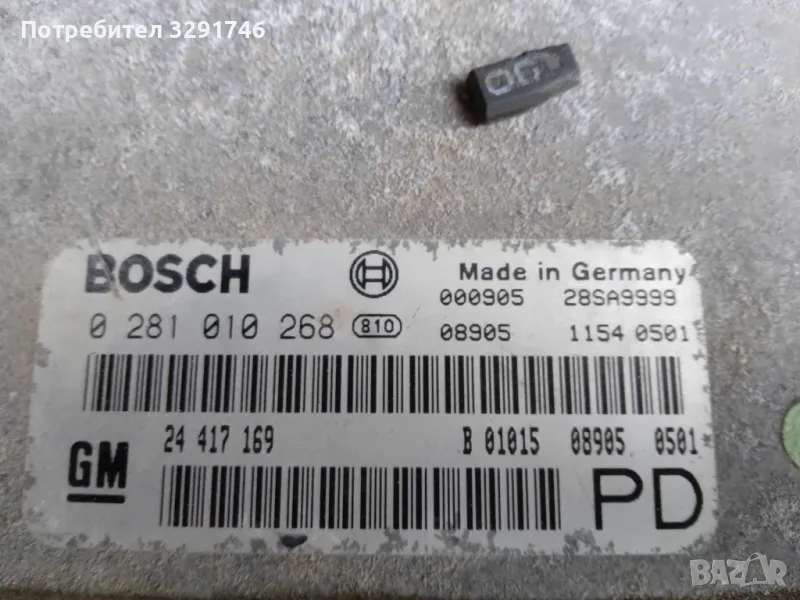 Потребител 3291746
BOSCH
Made in Germany
000905 28SA9999
0 281 010 268 810 08905 1154 0501
24 417 169 B 01015 08905 0501
GM
PD
BAZAR